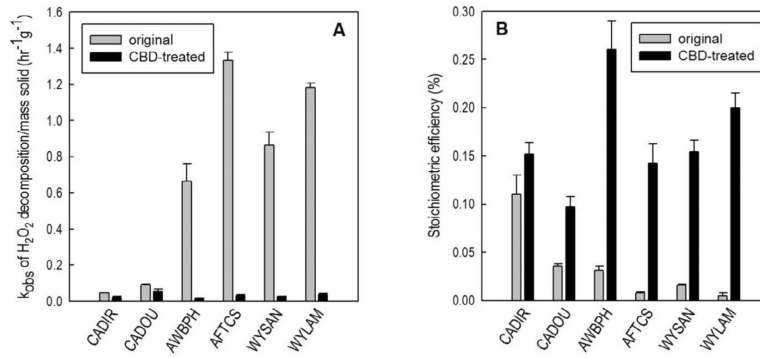 A
original
CBD-treated
k_obs of H₂O₂ decomposition/mass solid (hr⁻¹g⁻¹)
1.6
1.4
1.2
1.0
0.8
0.6
0.4
0.2
0.0
CADIR CADOU AWBPH AFTCS WYSAN WYLAM
B
original
CBD-treated
Stoichiometric efficiency (%)
0.30
0.25
0.20
0.15
0.10
0.05
0.00
CADIR CADOU AWBPH AFTCS WYSAN WYLAM